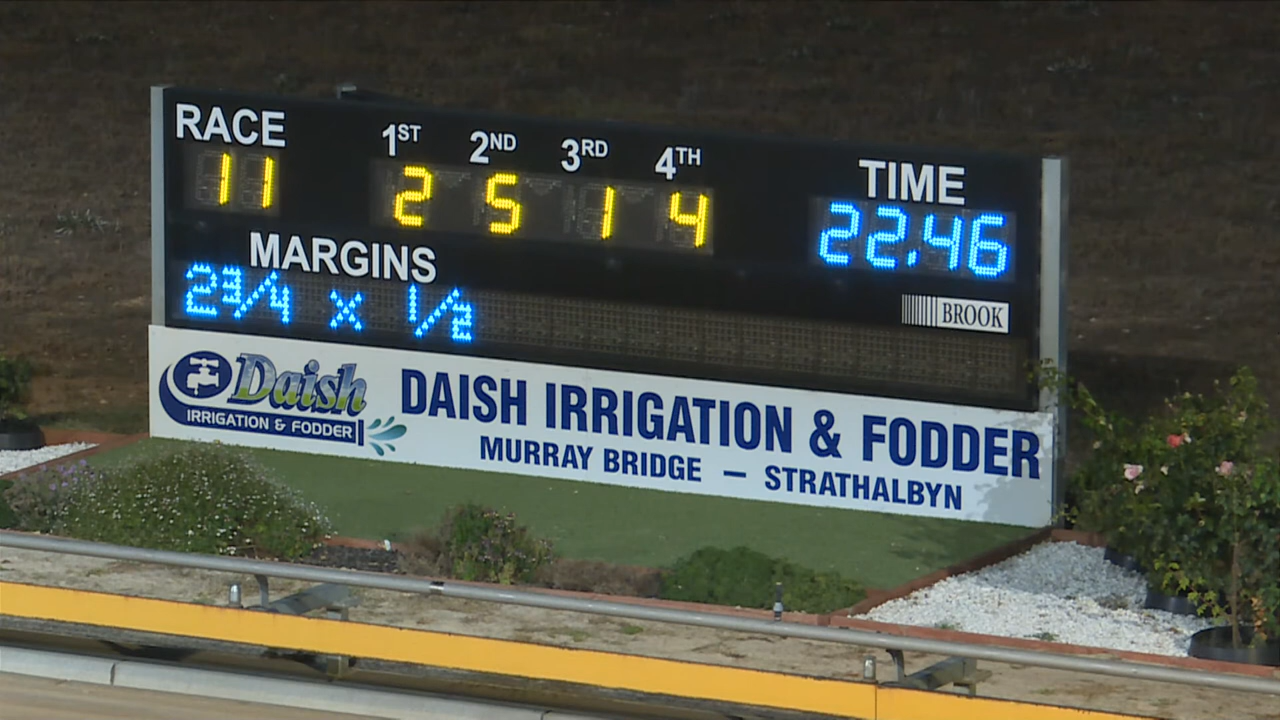 RACE 1ST 2ND 3RD 4TH TIME
11 2 5 1 4 22.46
MARGINS
2 3/4 x 1/2
BROOK
Daish
IRRIGATION & FODDER
DAISH IRRIGATION & FODDER
MURRAY BRIDGE – STRATHALBYN